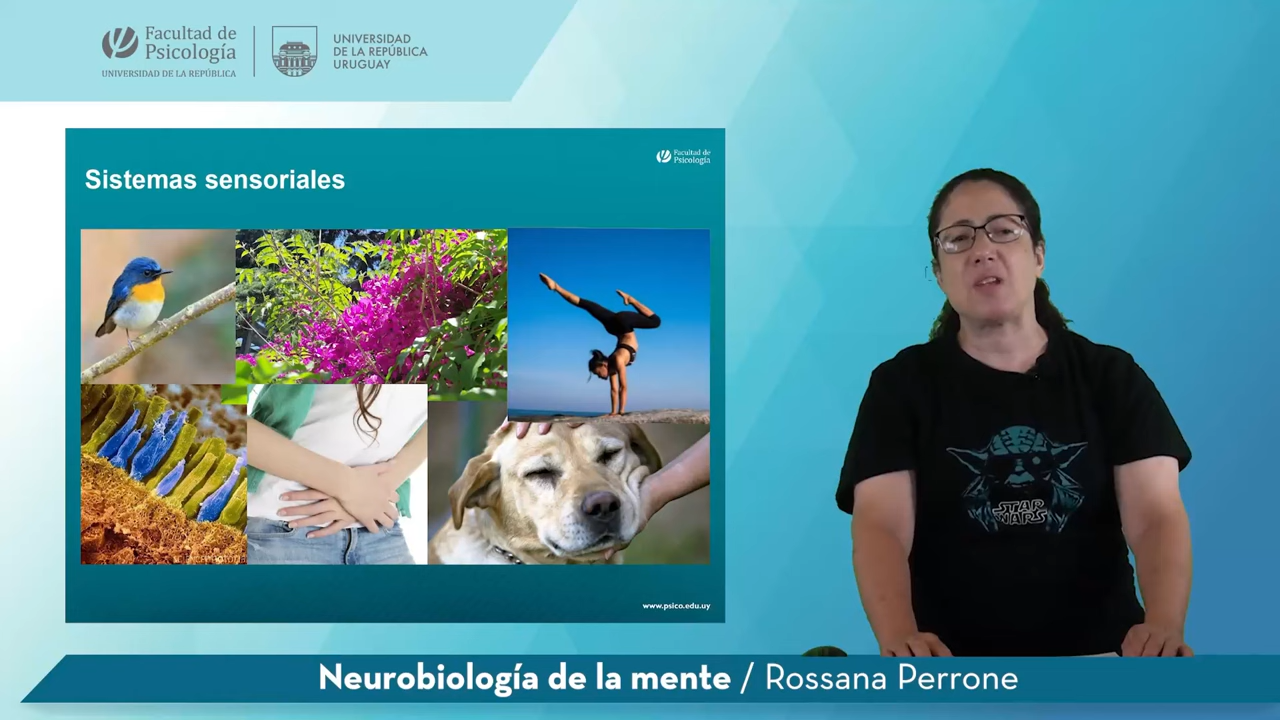 Facultad de
Psicología
UNIVERSIDAD DE LA REPÚBLICA
UNIVERSIDAD
DE LA REPÚBLICA
URUGUAY
Facultad de
Psicología
Sistemas sensoriales
STAR
WARS
www.psico.edu.uy
Neurobiología de la mente / Rossana Perrone